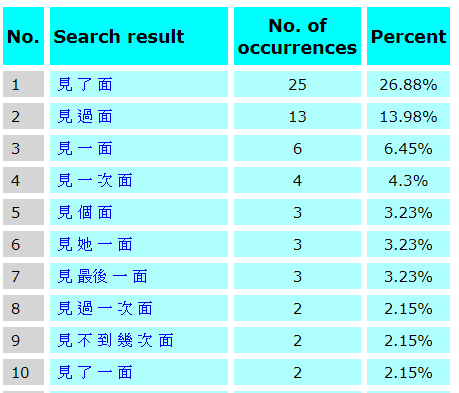 No. Search result No. of occurrences Percent
1 見了面 25 26.88%
2 見過面 13 13.98%
3 見一面 6 6.45%
4 見一次面 4 4.3%
5 見個面 3 3.23%
6 見她一面 3 3.23%
7 見最後一面 3 3.23%
8 見過一次面 2 2.15%
9 見不到幾次面 2 2.15%
10 見了一面 2 2.15%